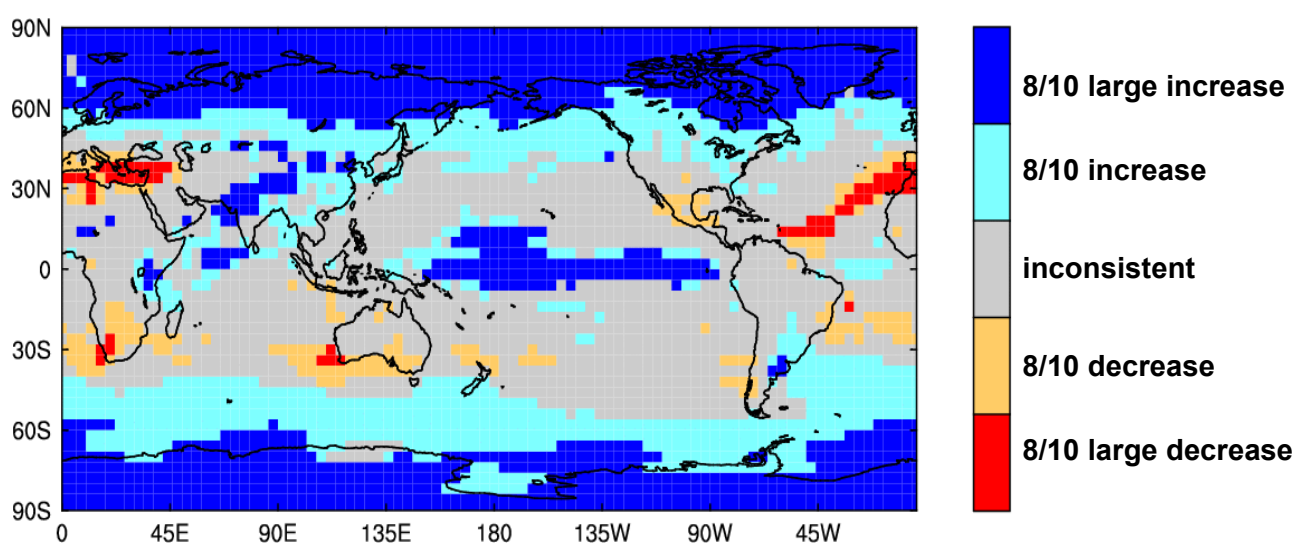 90N
60N
30N
0
30S
60S
90S
0 45E 90E 135E 180 135W 90W 45W
8/10 large increase
8/10 increase
inconsistent
8/10 decrease
8/10 large decrease